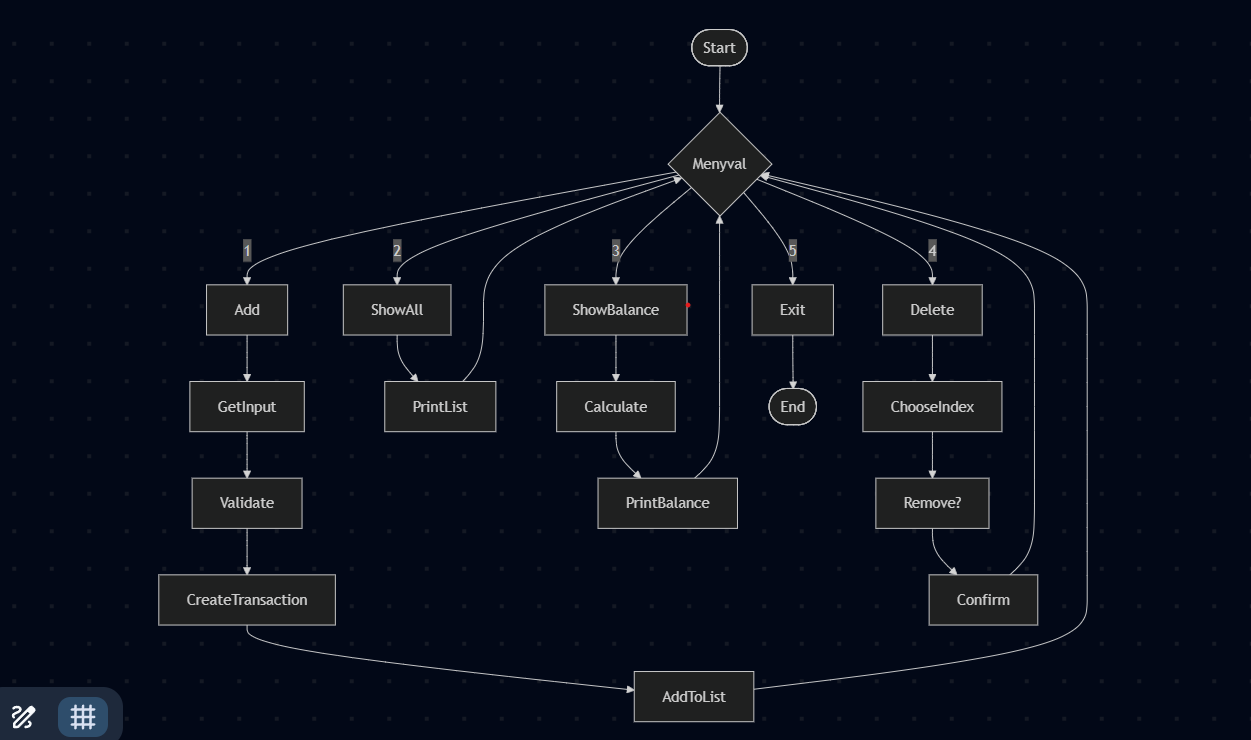 Start
Menyval
1
2
3
5
4
Add
ShowAll
ShowBalance
Exit
Delete
GetInput
PrintList
Calculate
End
ChooseIndex
Validate
PrintBalance
Remove?
CreateTransaction
Confirm
AddToList